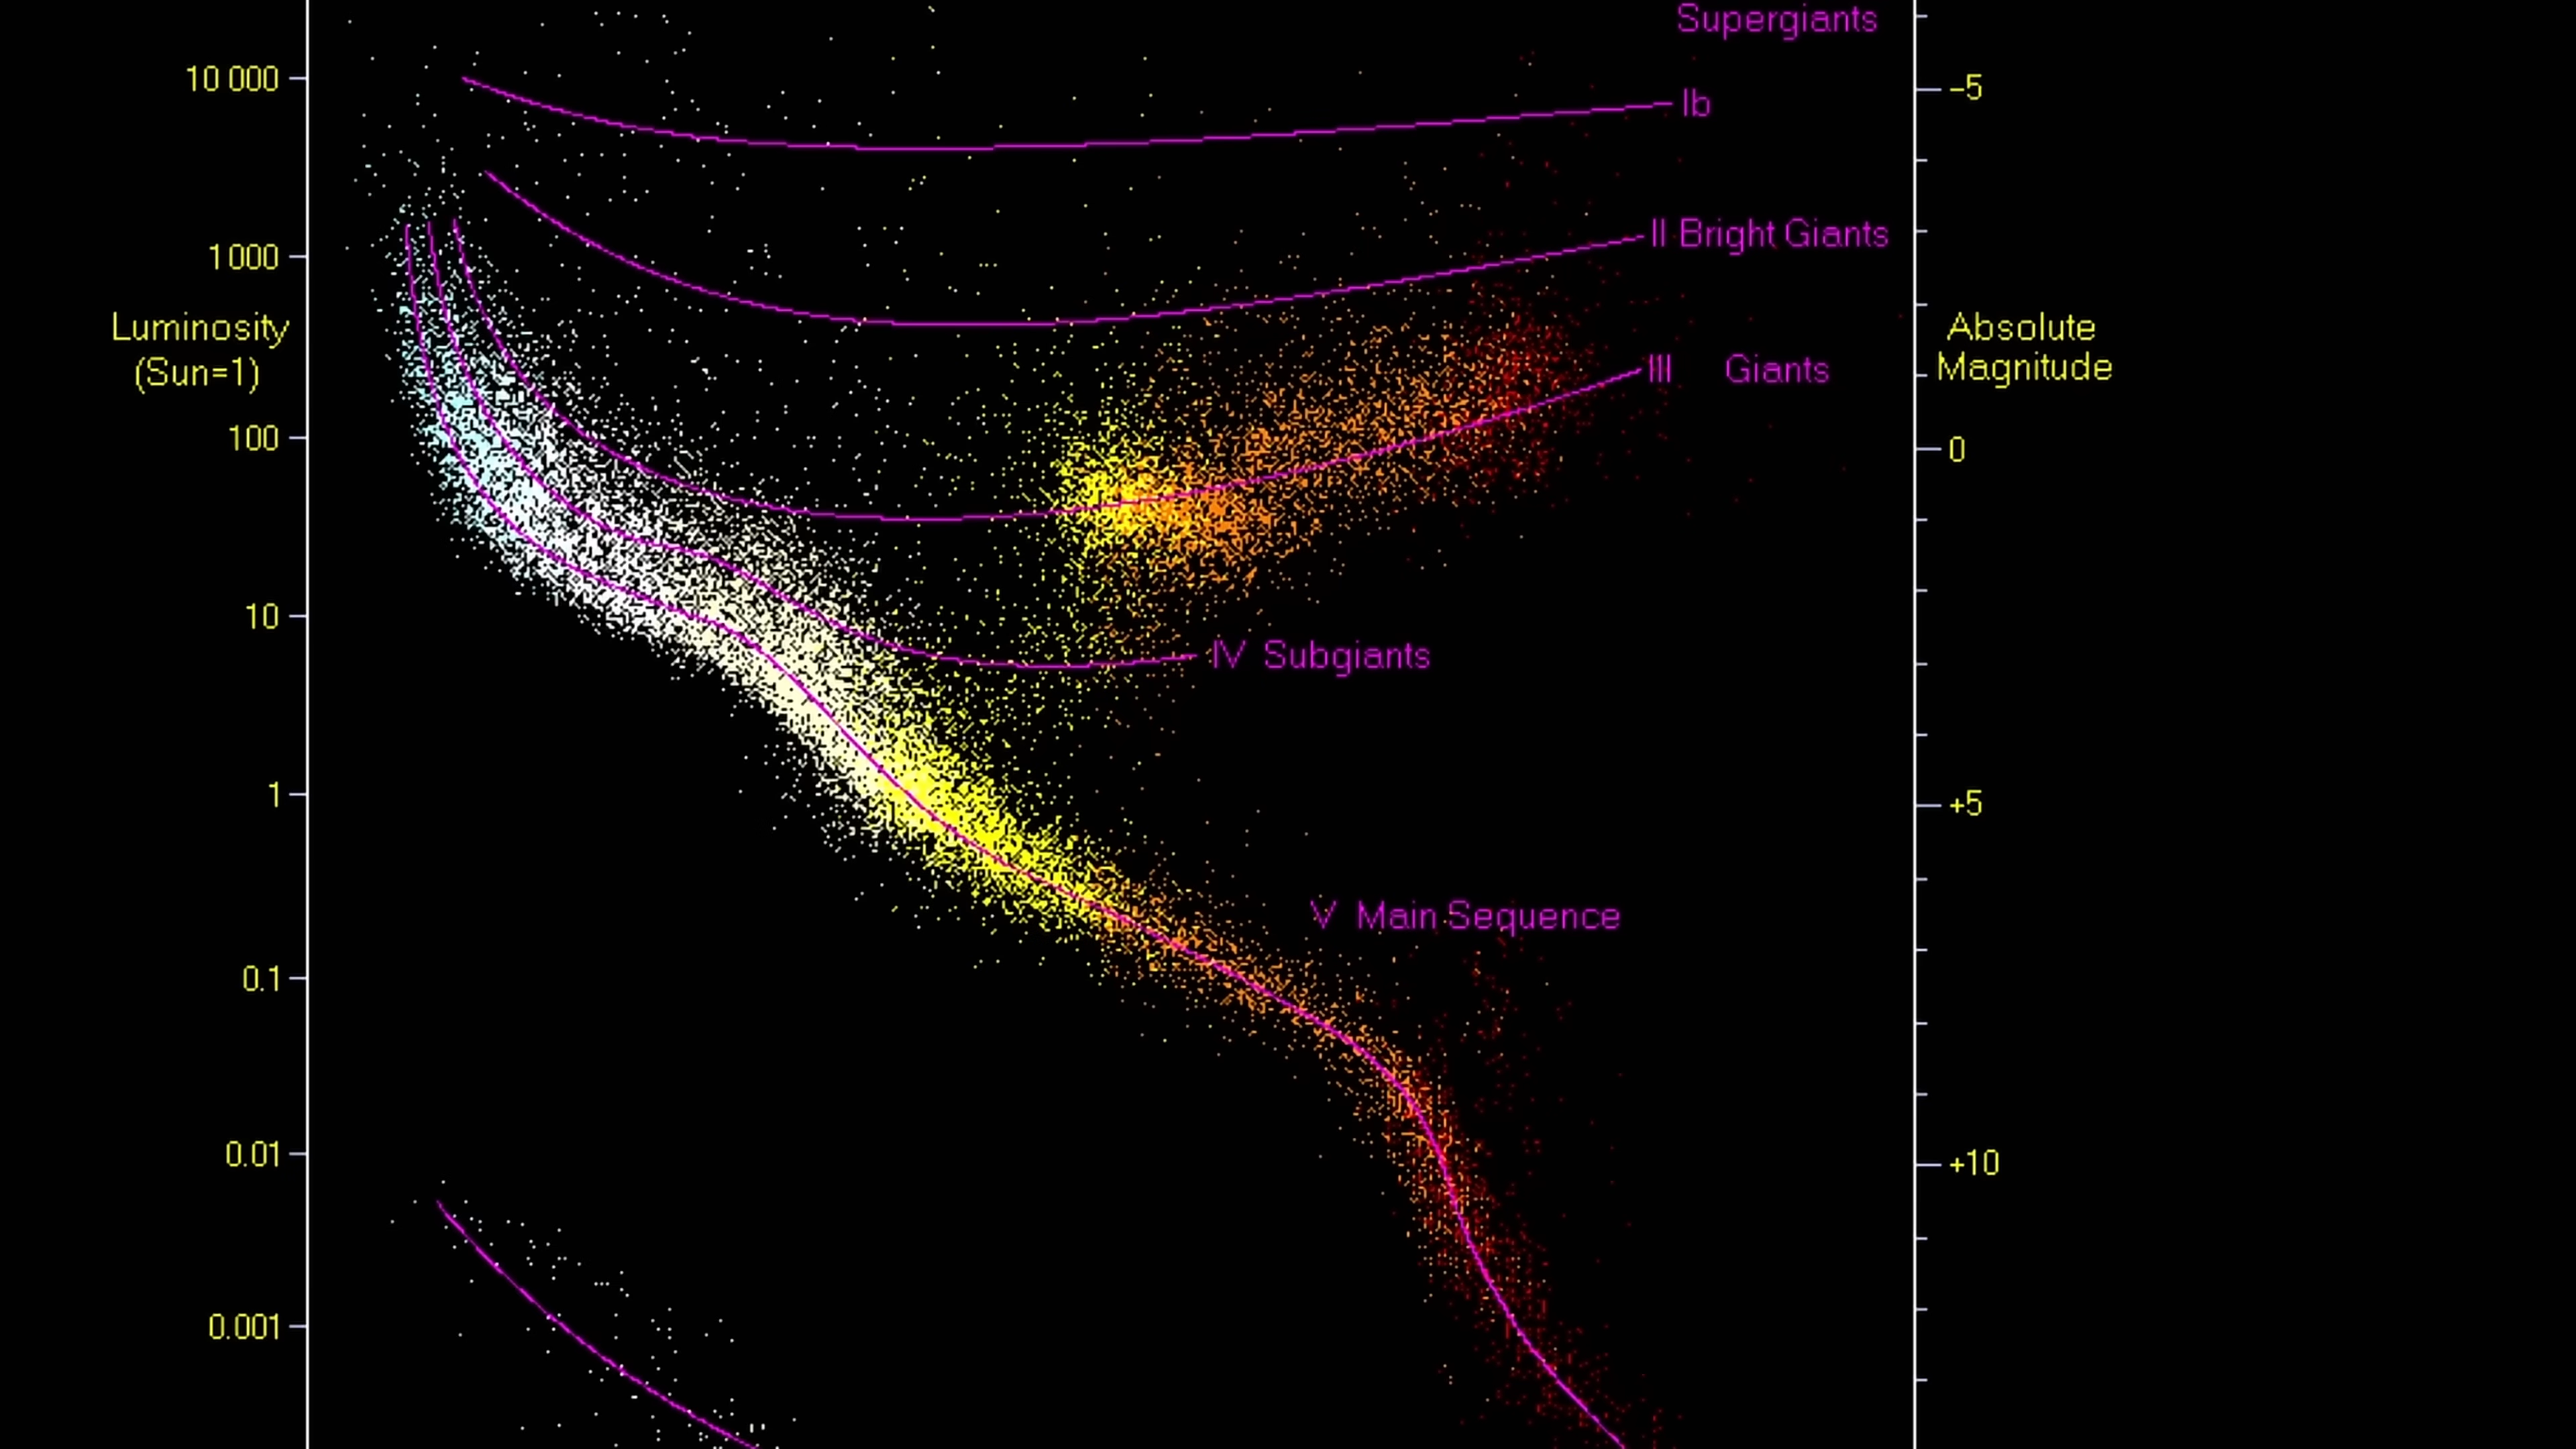 Supergiants
10 000
Ib
-5
II Bright Giants
1000
Luminosity
(Sun=1)
Absolute
Magnitude
III Giants
100
0
10
IV Subgiants
1
+5
V Main Sequence
0.1
0.01
+10
0.001